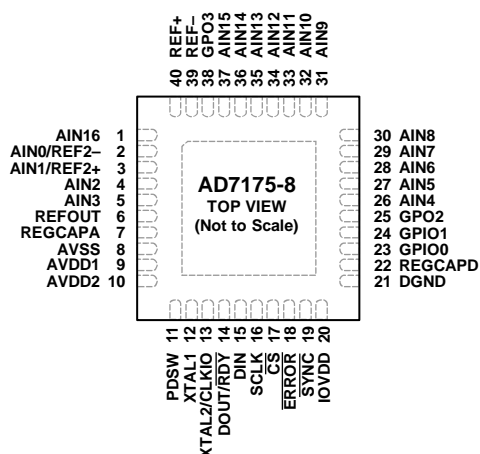 40 REF+
39 REF–
38 GPO3
37 AIN15
36 AIN14
35 AIN13
34 AIN12
33 AIN11
32 AIN10
31 AIN9
AIN16 1
AIN0/REF2– 2
AIN1/REF2+ 3
AIN2 4
AIN3 5
REFOUT 6
REGCAPA 7
AVSS 8
AVDD1 9
AVDD2 10
AD7175-8
TOP VIEW
(Not to Scale)
30 AIN8
29 AIN7
28 AIN6
27 AIN5
26 AIN4
25 GPO2
24 GPIO1
23 GPIO0
22 REGCAPD
21 DGND
PDSW 11
XTAL1 12
XTAL2/CLKIO 13
DOUT/RDY 14
DIN 15
SCLK 16
CS 17
ERROR 18
SYNC 19
IOVDD 20